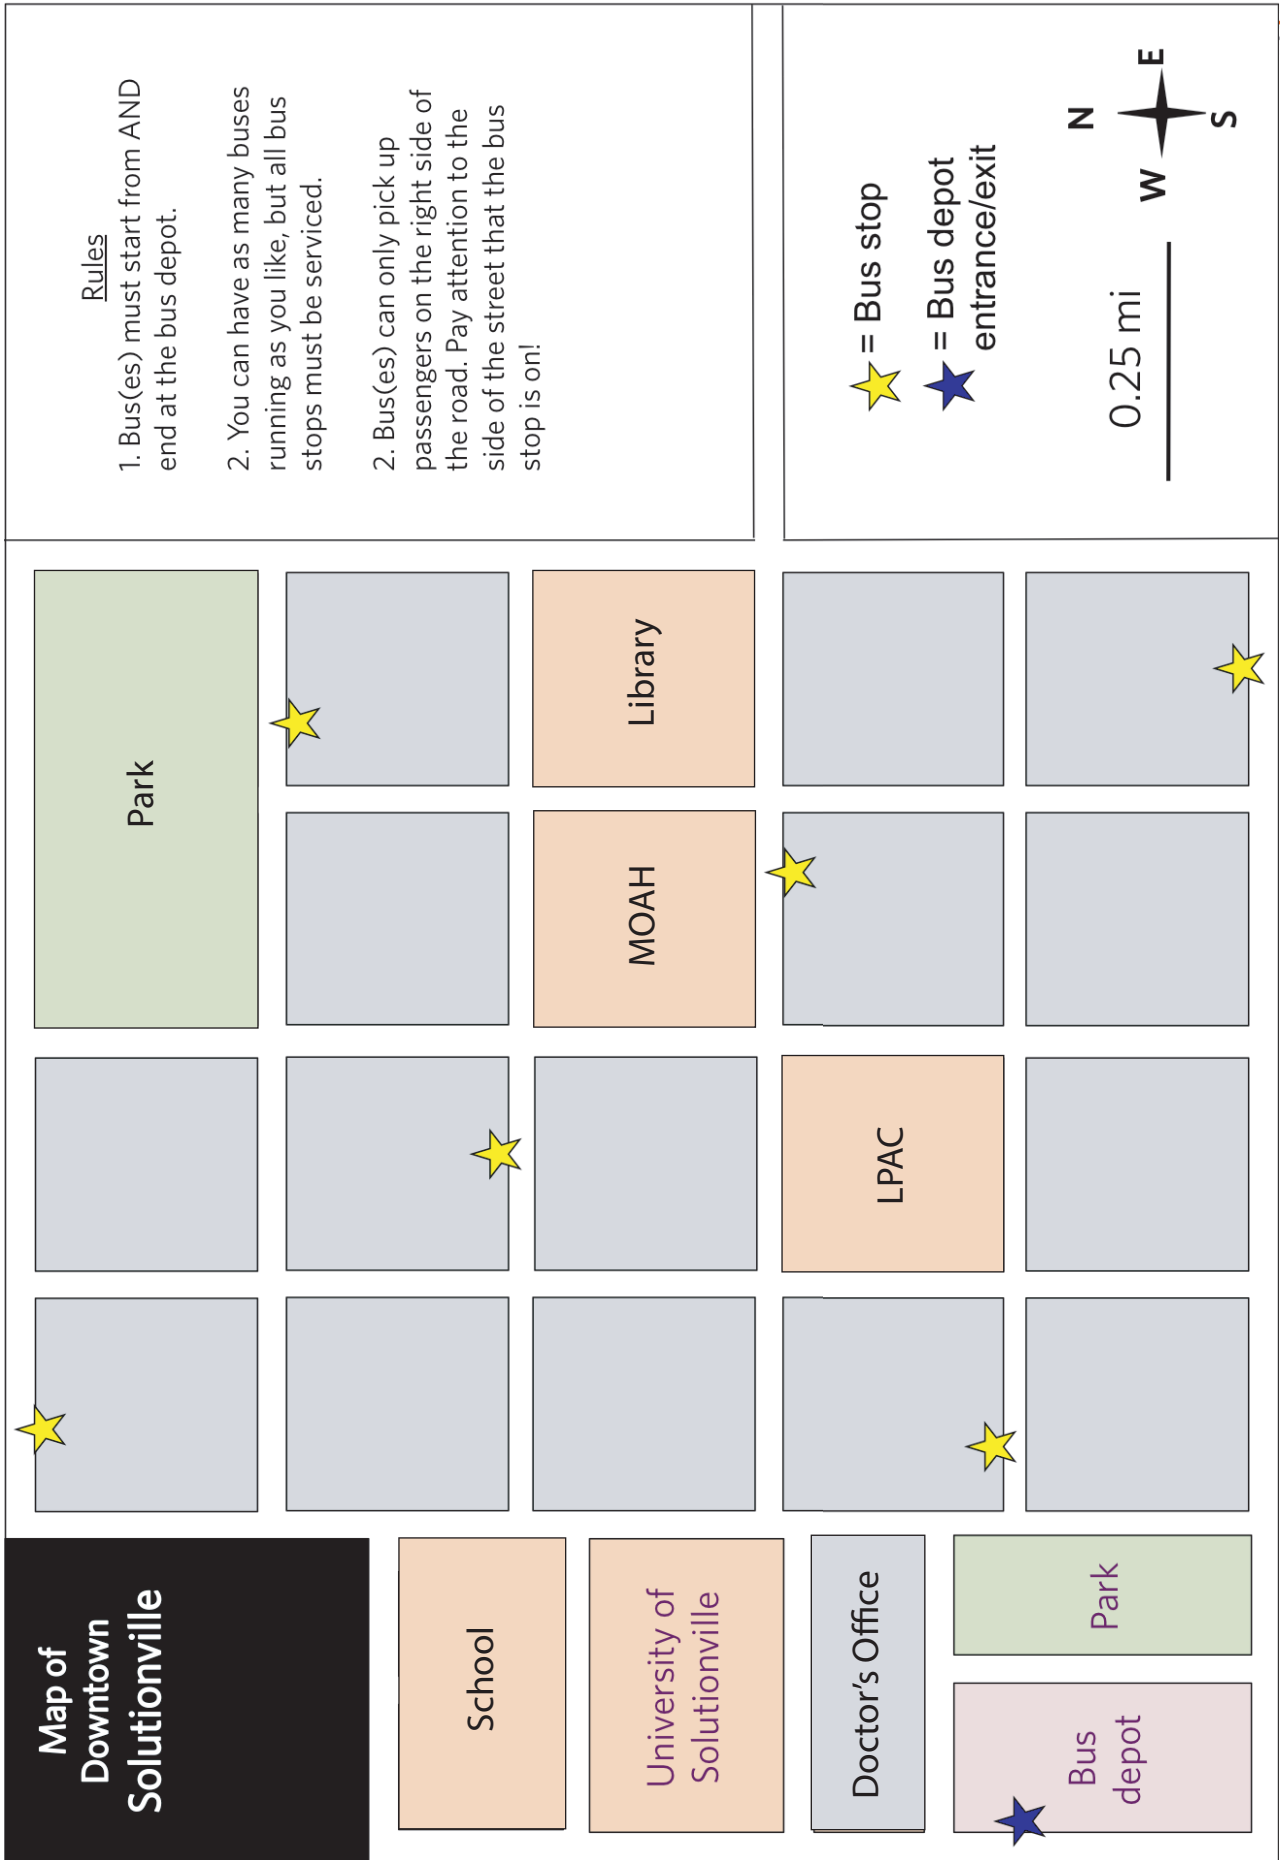 Map of
Downtown
Solutionville
School
University of
Solutionville
Doctor's Office
Park
Bus
depot
Park
MOAH
Library
LPAC
Rules
1. Bus(es) must start from AND
end at the bus depot.
2. You can have as many buses
running as you like, but all bus
stops must be serviced.
2. Bus(es) can only pick up
passengers on the right side of
the road. Pay attention to the
side of the street that the bus
stop is on!
= Bus stop
= Bus depot
entrance/exit
0.25 mi
N
W E
S